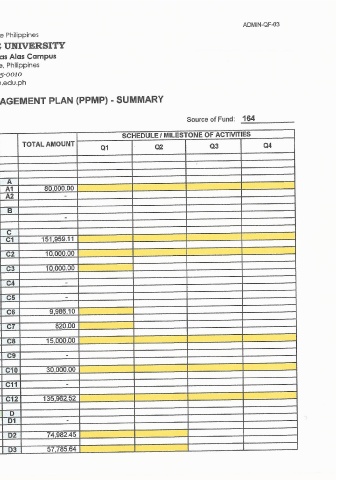 ADMIN-QF-03
e Philippines
E UNIVERSITY
as Alas Campus
e, Philippines
5-0010
e.edu.ph
AGEMENT PLAN (PPMP) - SUMMARY
Source of Fund: 164
TOTAL AMOUNT SCHEDULE / MILESTONE OF ACTIVITIES
Q1 Q2 Q3 Q4
A
A1 80,000.00
A2 -
B
-
C
C1 151,959.11
C2 10,000.00
C3 10,000.00
C4 -
C5 -
C6 9,986.10
C7 820.00
C8 15,000.00
C9 -
C10 30,000.00
C11 -
C12 135,962.52
D
D1 -
D2 74,982.45
D3 57,785.64